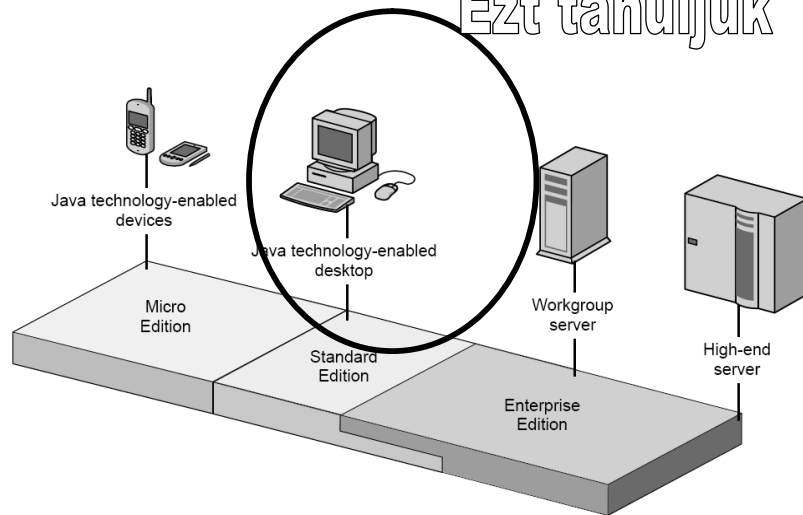 Ezt tanuljuk
Java technology-enabled
devices
Java technology-enabled
desktop
Workgroup
server
High-end
server
Micro
Edition
Standard
Edition
Enterprise
Edition